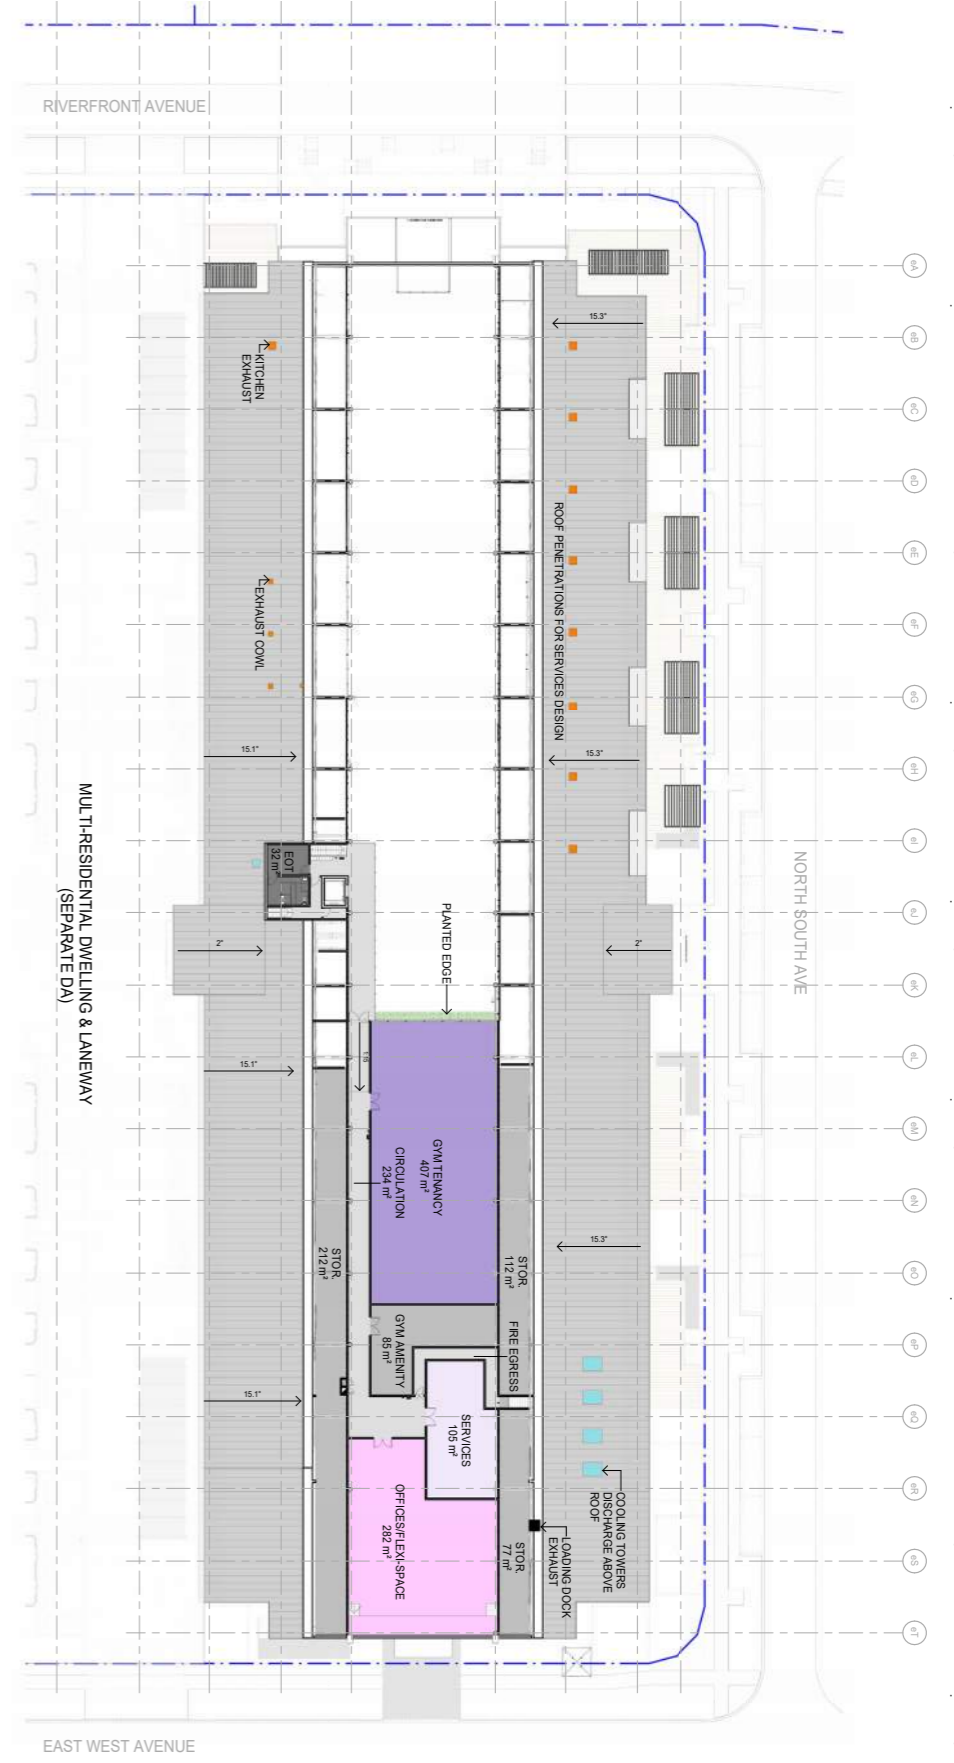 RIVERFRONT AVENUE
eA
15.3°
eB
KITCHEN
EXHAUST
eC
eD
ROOF PENETRATIONS FOR SERVICES DESIGN
eE
EXHAUST COWL
eF
eG
15.1°
15.3°
eH
MULTI-RESIDENTIAL DWELLING & LANEWAY
(SEPARATE DA)
eI
EOT
32 m²
NORTH SOUTH AVE
PLANTED EDGE
eJ
2°
2°
eK
15.1°
eL
eM
GYM TENANCY
407 m²
CIRCULATION
234 m²
eN
15.3°
STOR.
212 m²
STOR.
112 m²
eO
GYM AMENITY
85 m²
FIRE EGRESS
eP
15.1°
SERVICES
105 m²
eQ
COOLING TOWERS
DISCHARGE ABOVE
ROOF
eR
OFFICES/FLEXI-SPACE
282 m²
STOR.
77 m²
LOADING DOCK
EXHAUST
eS
eT
EAST WEST AVENUE